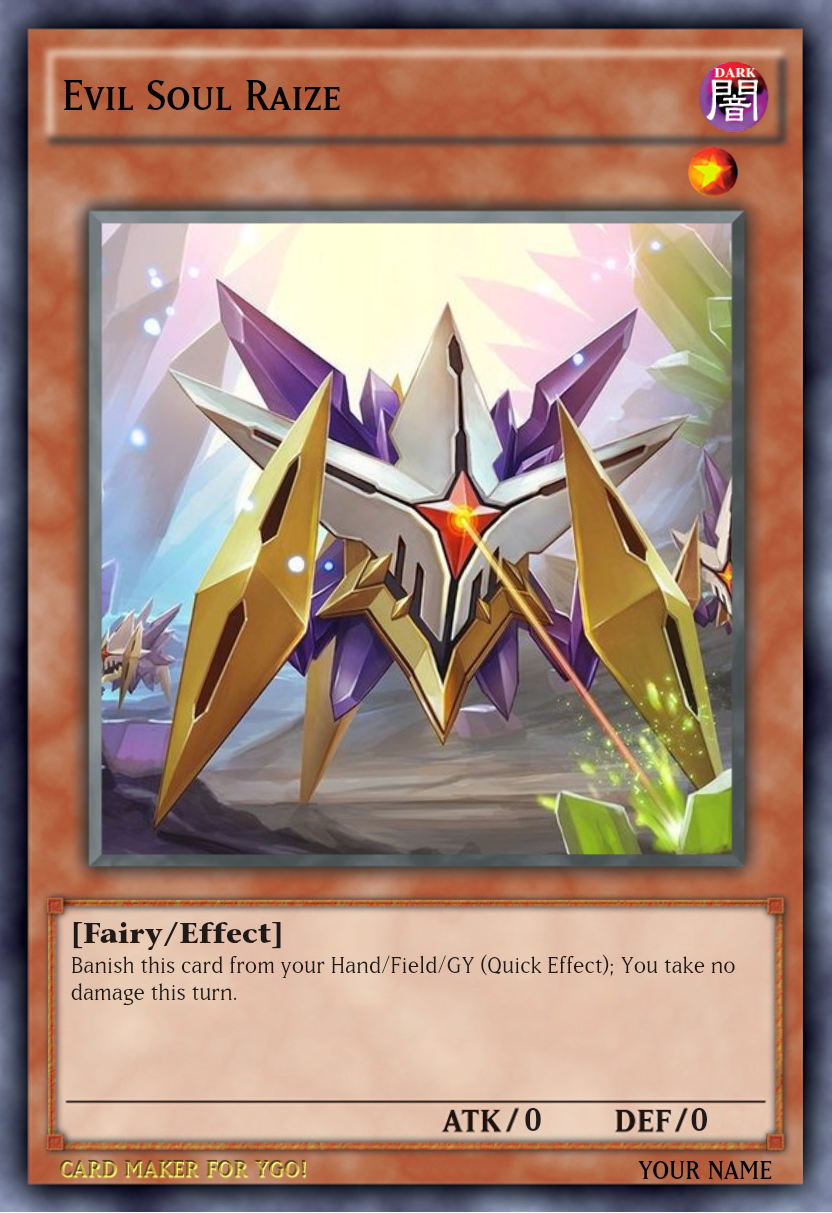 Evil Soul Raize
DARK
闇
[Fairy/Effect]
Banish this card from your Hand/Field/GY (Quick Effect); You take no
damage this turn.
ATK/0 DEF/0
CARD MAKER FOR YGO! YOUR NAME